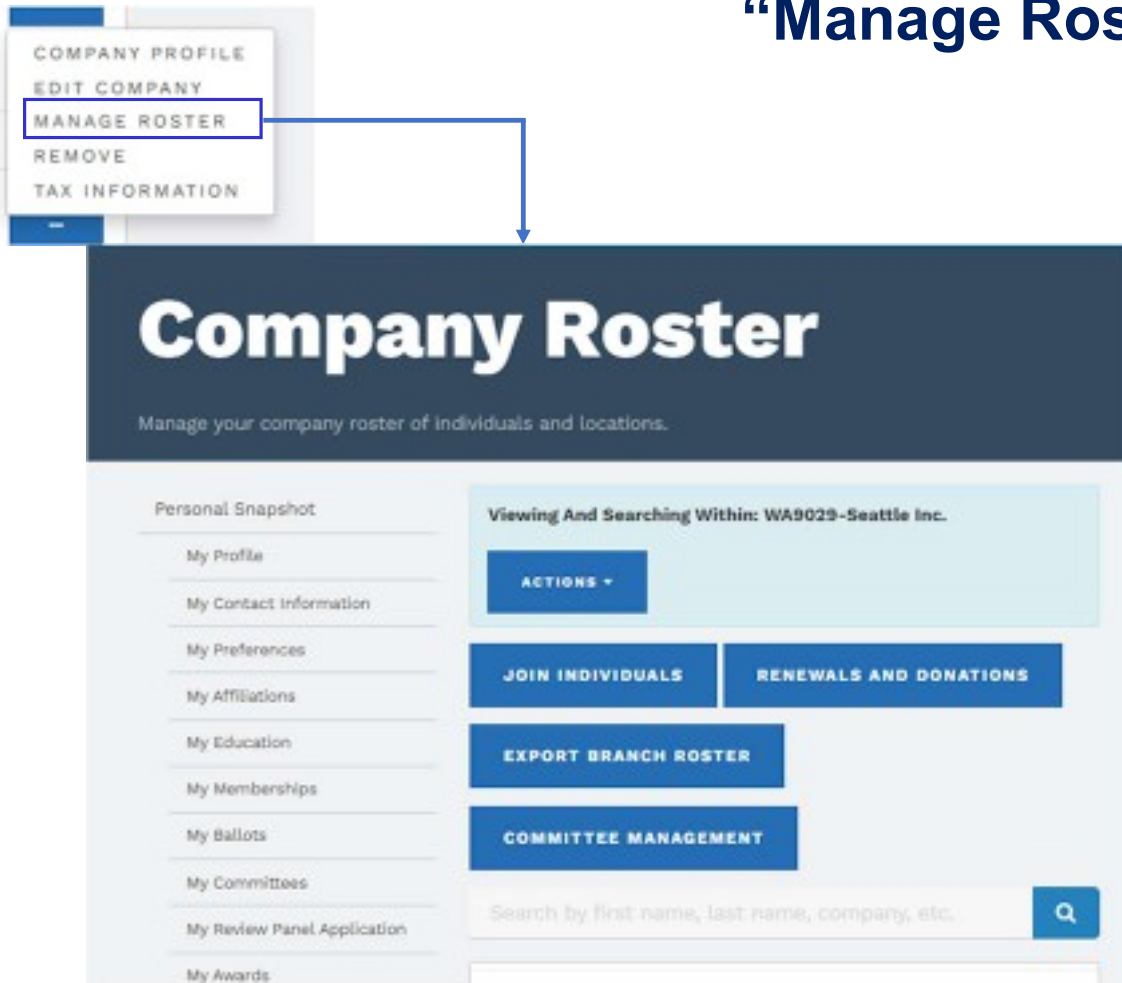 “Manage Ros
COMPANY PROFILE
EDIT COMPANY
MANAGE ROSTER
REMOVE
TAX INFORMATION
Company Roster
Manage your company roster of individuals and locations.
Personal Snapshot
My Profile
My Contact Information
My Preferences
My Affiliations
My Education
My Memberships
My Ballots
My Committees
My Review Panel Application
My Awards
Viewing And Searching Within: WA9029-Seattle Inc.
ACTIONS
JOIN INDIVIDUALS
RENEWALS AND DONATIONS
EXPORT BRANCH ROSTER
COMMITTEE MANAGEMENT
Search by first name, last name, company, etc.